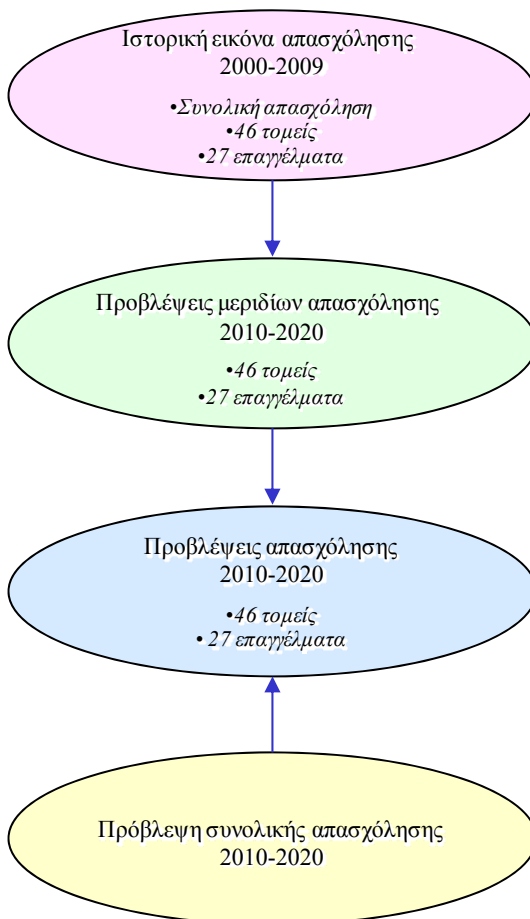 Ιστορική εικόνα απασχόλησης
2000-2009
•Συνολική απασχόληση
•46 τομείς
•27 επαγγέλματα
Προβλέψεις μεριδίων απασχόλησης
2010-2020
•46 τομείς
•27 επαγγέλματα
Προβλέψεις απασχόλησης
2010-2020
•46 τομείς
• 27 επαγγέλματα
Πρόβλεψη συνολικής απασχόλησης
2010-2020